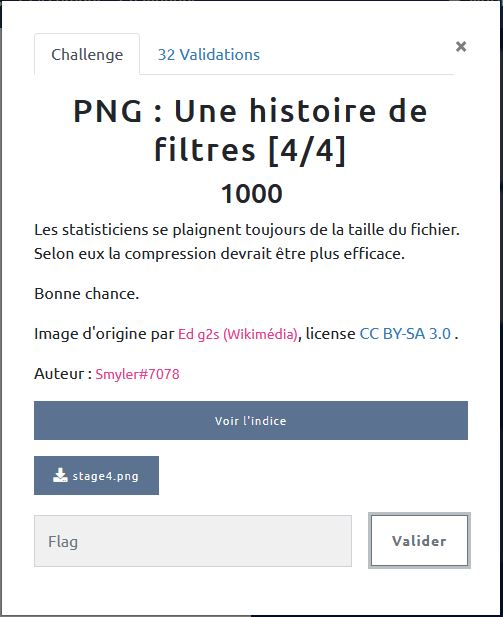 Challenge
32 Validations
×
PNG : Une histoire de
filtres [4/4]
1000
Les statisticiens se plaignent toujours de la taille du fichier.
Selon eux la compression devrait être plus efficace.
Bonne chance.
Image d'origine par Ed g2s (Wikimédia), license CC BY-SA 3.0 .
Auteur : Smyler#7078
Voir l'indice
stage4.png
Flag
Valider